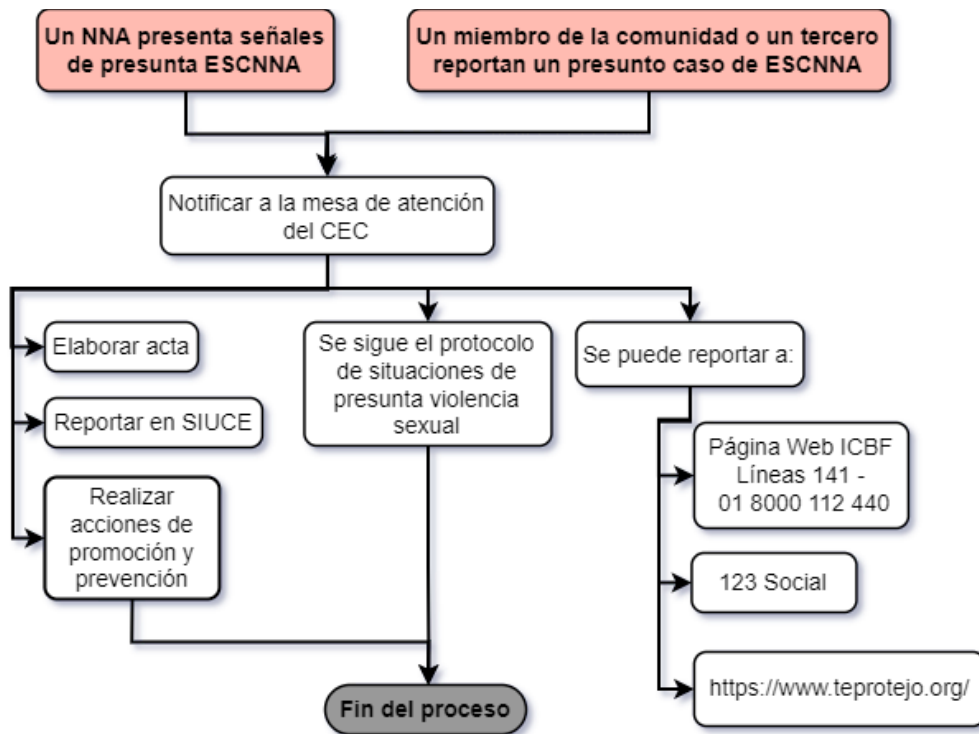 Un NNA presenta señales
de presunta ESCNNA
Un miembro de la comunidad o un tercero
reportan un presunto caso de ESCNNA
Notificar a la mesa de atención
del CEC
Elaborar acta
Reportar en SIUCE
Realizar
acciones de
promoción y
prevención
Se sigue el protocolo
de situaciones de
presunta violencia
sexual
Se puede reportar a:
Página Web ICBF
Líneas 141 -
01 8000 112 440
123 Social
https://www.teprotejo.org/
Fin del proceso